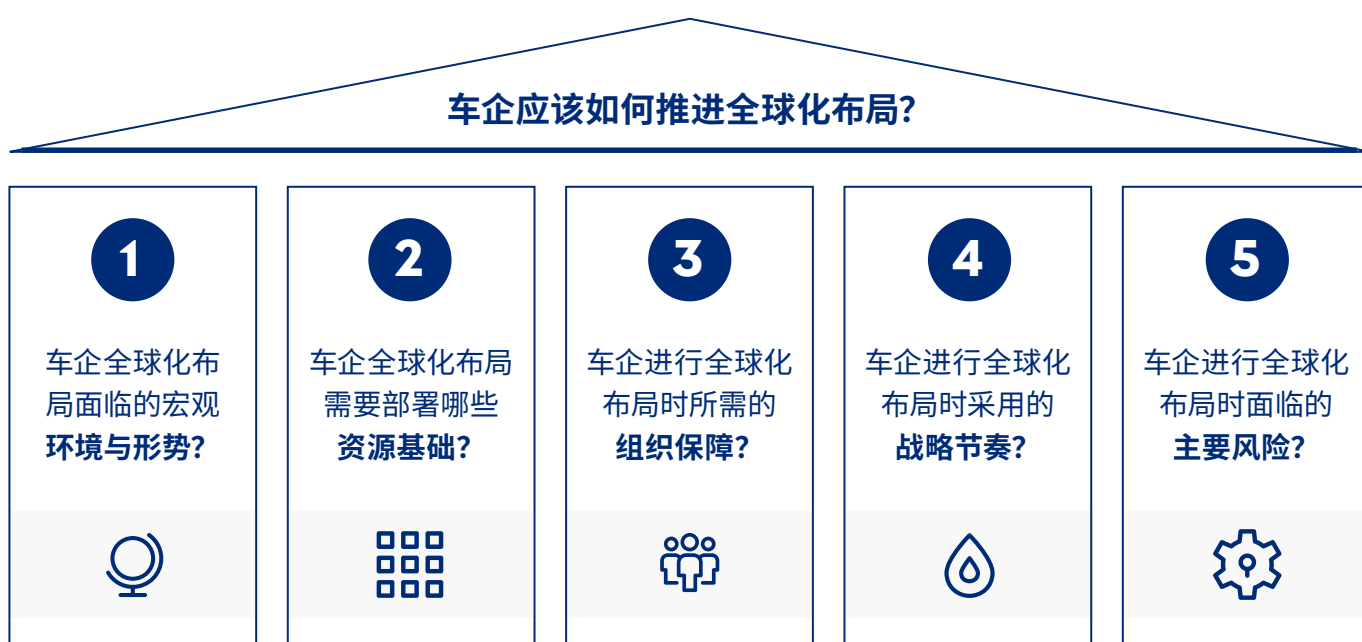 车企应该如何推进全球化布局？
1
车企全球化布
局面临的宏观
环境与形势？
2
车企全球化布局
需要部署哪些
资源基础？
3
车企进行全球化
布局时所需的
组织保障？
4
车企进行全球化
布局时采用的
战略节奏？
5
车企进行全球化
布局时面临的
主要风险？